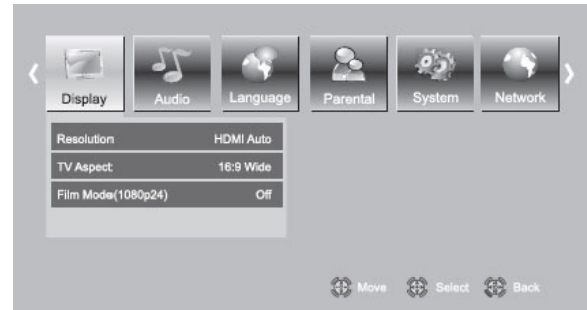 Display Audio Language Parental System Network
Resolution HDMI Auto
TV Aspect: 16:9 Wide
Film Mode(1080p24) Off
Move Select Back